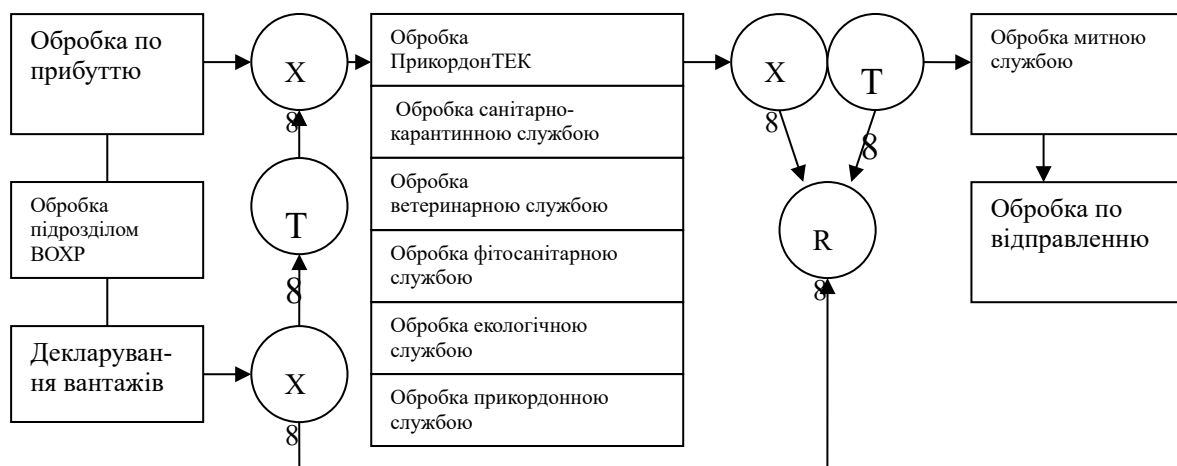 Обробка по
прибуттю
Обробка
підрозділом
ВОХР
Декларуван-
ня вантажів
Х
8
Т
8
Х
8
Обробка
ПрикордонТЕК
Обробка санітарно-
карантинною службою
Обробка
ветеринарною службою
Обробка фітосанітарною
службою
Обробка екологічною
службою
Обробка прикордонною
службою
Х
8
Т
8
R
8
Обробка митною
службою
Обробка по
відправленню